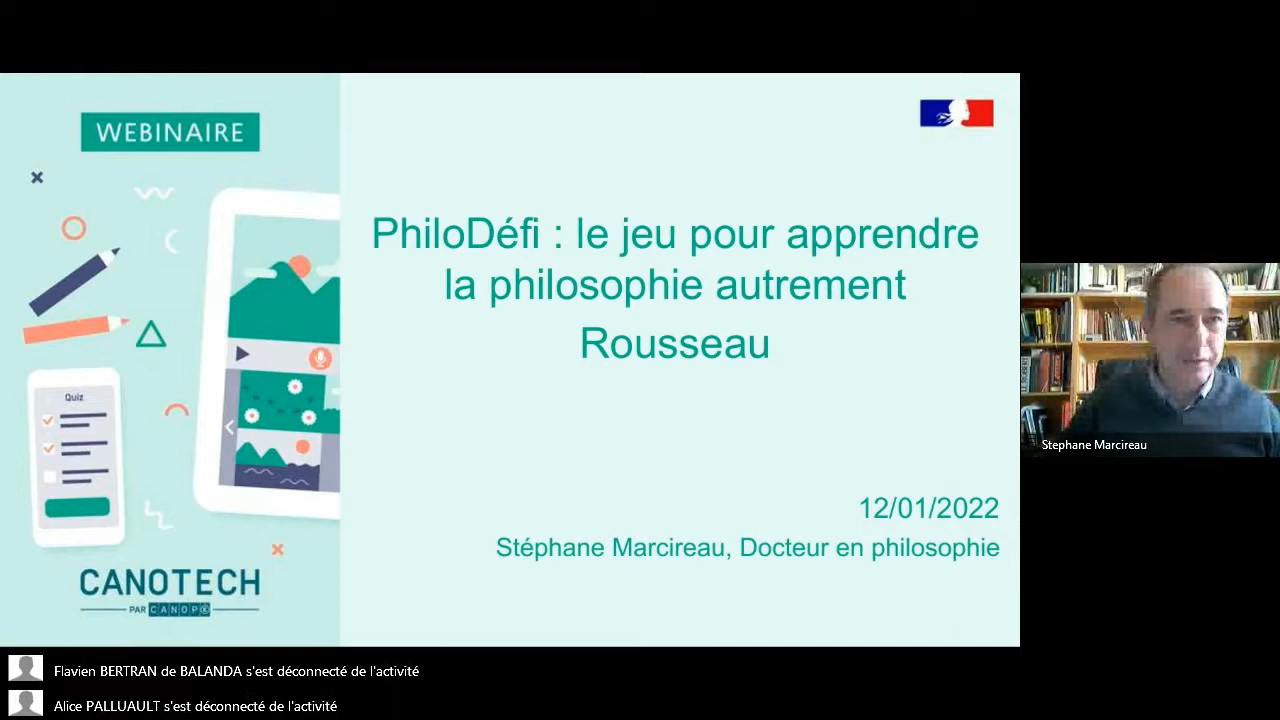 WEBINAIRE
PhiloDéfi : le jeu pour apprendre
la philosophie autrement
Rousseau
Quiz
12/01/2022
Stéphane Marcireau, Docteur en philosophie
CANOTECH
PAR CANOPÉ
LE ROBERT
Stephane Marcireau
Flavien BERTRAN de BALANDA s'est déconnecté de l'activité
Alice PALLUAULT s'est déconnecté de l'activité